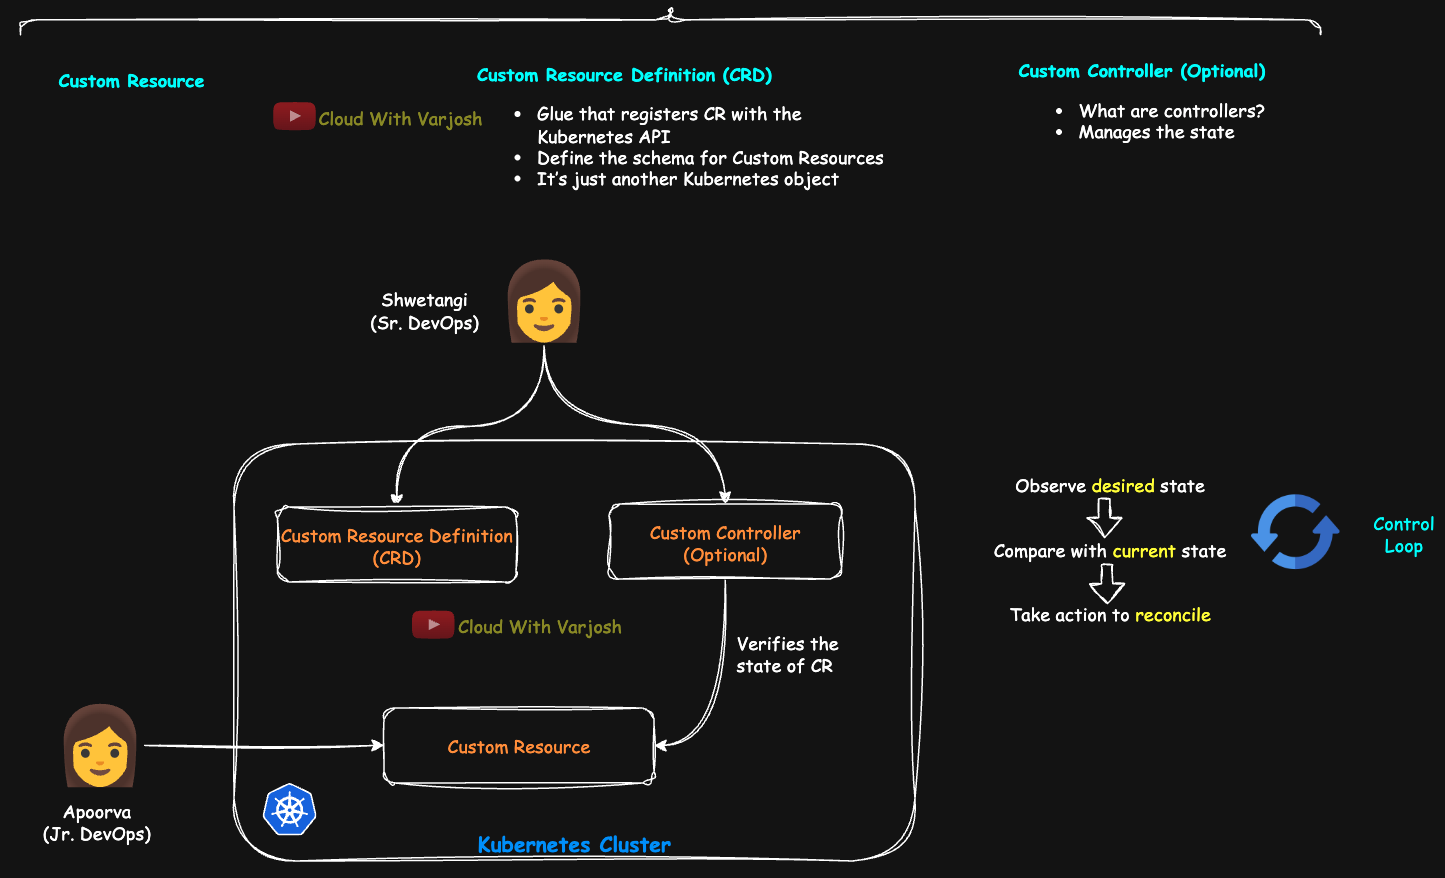 Custom Resource
Custom Resource Definition (CRD)
Custom Controller (Optional)
Cloud With Varjosh
• Glue that registers CR with the
Kubernetes API
• Define the schema for Custom Resources
• It's just another Kubernetes object
• What are controllers?
• Manages the state
Shwetangi
(Sr. DevOps)
Custom Resource Definition
(CRD)
Custom Controller
(Optional)
Cloud With Varjosh
Verifies the
state of CR
Custom Resource
Apoorva
(Jr. DevOps)
Kubernetes Cluster
Observe desired state
Compare with current state
Take action to reconcile
Control
Loop